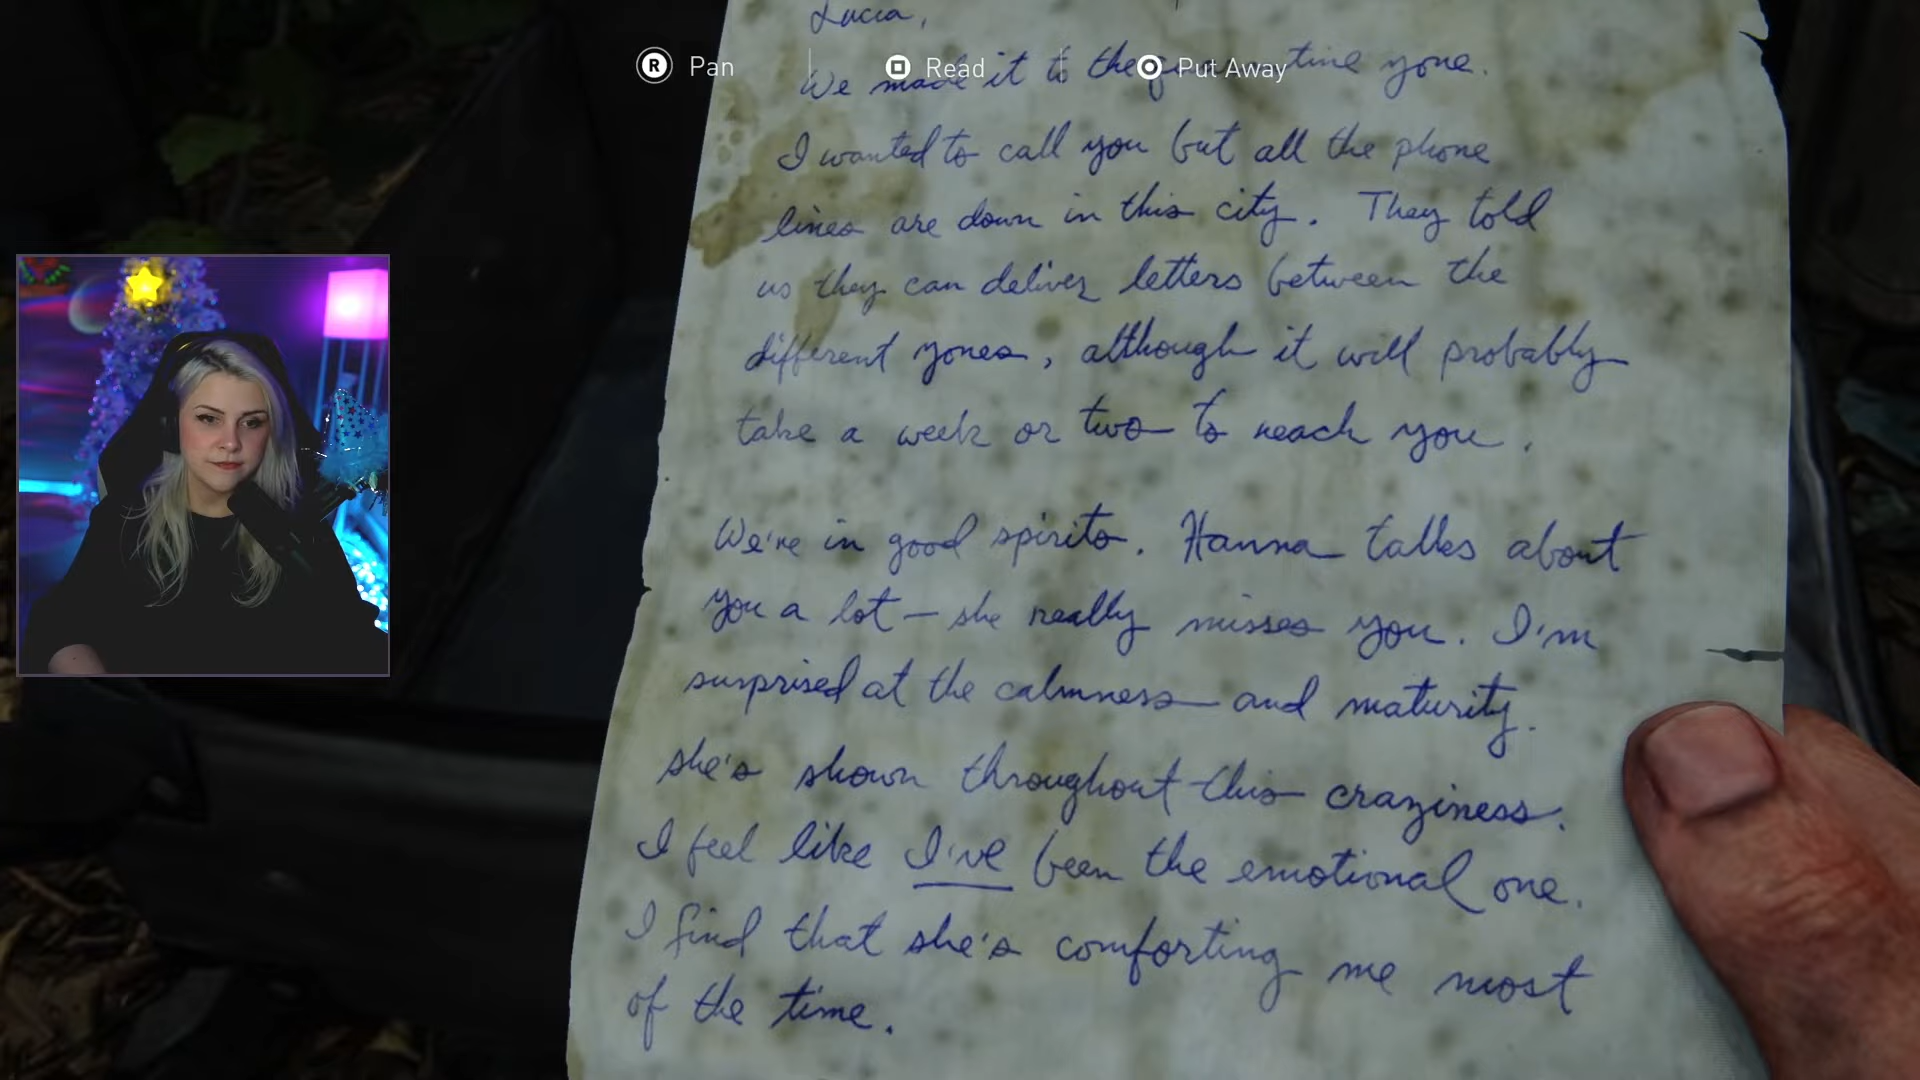 Lucia,
R Pan Read Put Away
We made it to the zone.
I wanted to call you but all the phone
lines are down in this city. They told
us they can deliver letters between the
different zones, although it will probably
take a week or two to reach you.
We're in good spirits. Hanna talks about
you a lot - she really misses you. I'm
surprised at the calmness and maturity.
she's shown throughout this craziness.
I feel like I've been the emotional one.
I find that she's comforting me most
of the time.